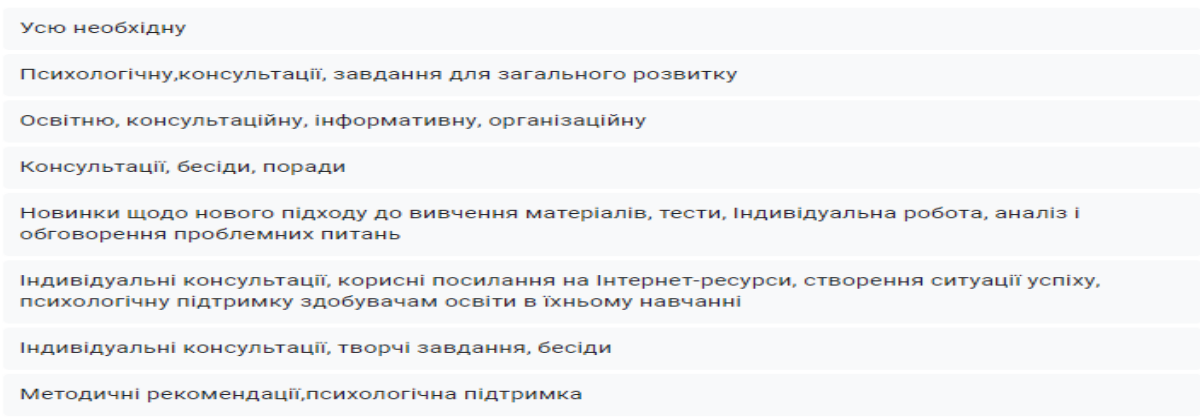 Усю необхідну
Психологічну,консультації, завдання для загального розвитку
Освітню, консультаційну, інформативну, організаційну
Консультації, бесіди, поради
Новинки щодо нового підходу до вивчення матеріалів, тести, Індивідуальна робота, аналіз і
обговорення проблемних питань
Індивідуальні консультації, корисні посилання на Інтернет-ресурси, створення ситуації успіху,
психологічну підтримку здобувачам освіти в їхньому навчанні
Індивідуальні консультації, творчі завдання, бесіди
Методичні рекомендації,психологічна підтримка